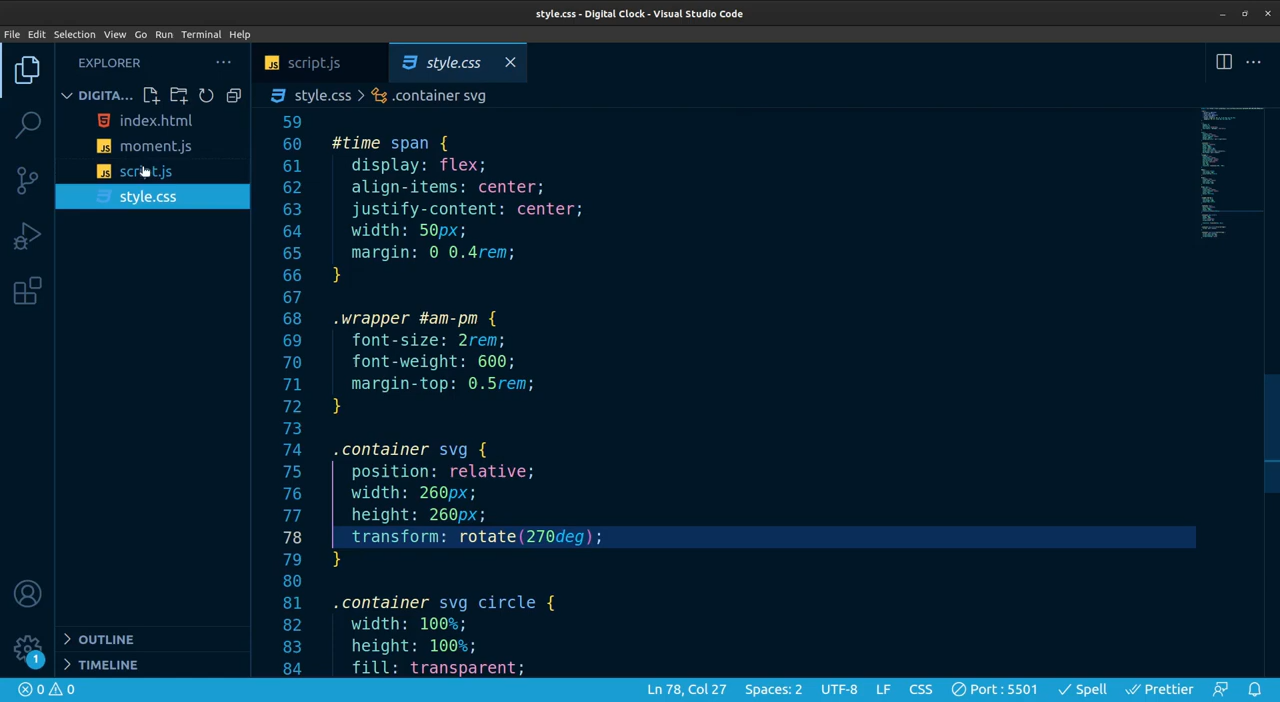 style.css - Digital Clock - Visual Studio Code
File Edit Selection View Go Run Terminal Help
EXPLORER
DIGITA...
index.html
moment.js
script.js
style.css
OUTLINE
TIMELINE
script.js
style.css
style.css > .container svg
59
60 #time span {
61 display: flex;
62 align-items: center;
63 justify-content: center;
64 width: 50px;
65 margin: 0 0.4rem;
66 }
67
68 .wrapper #am-pm {
69 font-size: 2rem;
70 font-weight: 600;
71 margin-top: 0.5rem;
72 }
73
74 .container svg {
75 position: relative;
76 width: 260px;
77 height: 260px;
78 transform: rotate(270deg);
79 }
80
81 .container svg circle {
82 width: 100%;
83 height: 100%;
84 fill: transparent;
1
0 0 Ln 78, Col 27 Spaces: 2 UTF-8 LF CSS Port : 5501 Spell Prettier